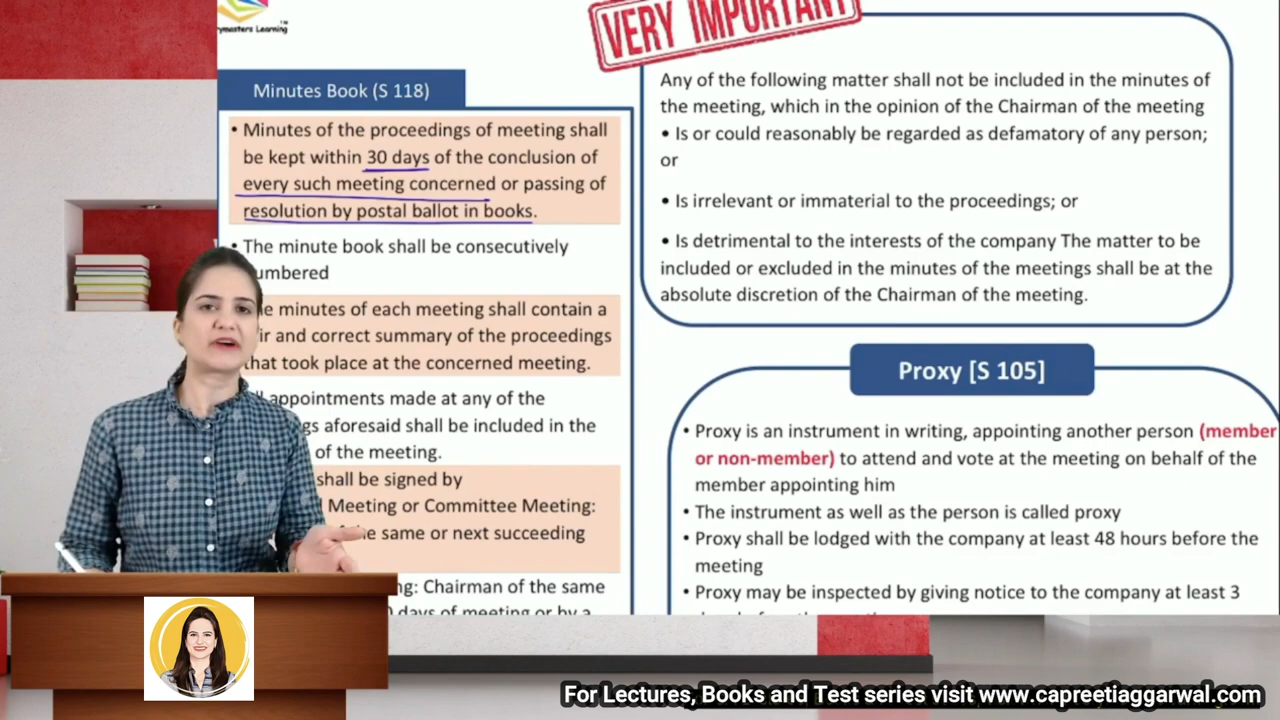 rymasters Learning™
VERY IMPORTANT
Minutes Book (S 118)
• Minutes of the proceedings of meeting shall
be kept within 30 days of the conclusion of
every such meeting concerned or passing of
resolution by postal ballot in books.
• The minute book shall be consecutively
umbered
e minutes of each meeting shall contain a
ir and correct summary of the proceedings
that took place at the concerned meeting.
appointments made at any of the
gs aforesaid shall be included in the
of the meeting.
shall be signed by
Meeting or Committee Meeting:
e same or next succeeding
ng: Chairman of the same
days of meeting or by a
Any of the following matter shall not be included in the minutes of
the meeting, which in the opinion of the Chairman of the meeting
• Is or could reasonably be regarded as defamatory of any person;
or
• Is irrelevant or immaterial to the proceedings; or
• Is detrimental to the interests of the company The matter to be
included or excluded in the minutes of the meetings shall be at the
absolute discretion of the Chairman of the meeting.
Proxy [S 105]
• Proxy is an instrument in writing, appointing another person (member
or non-member) to attend and vote at the meeting on behalf of the
member appointing him
• The instrument as well as the person is called proxy
• Proxy shall be lodged with the company at least 48 hours before the
meeting
• Proxy may be inspected by giving notice to the company at least 3
For Lectures, Books and Test series visit www.capreetiaggarwal.com